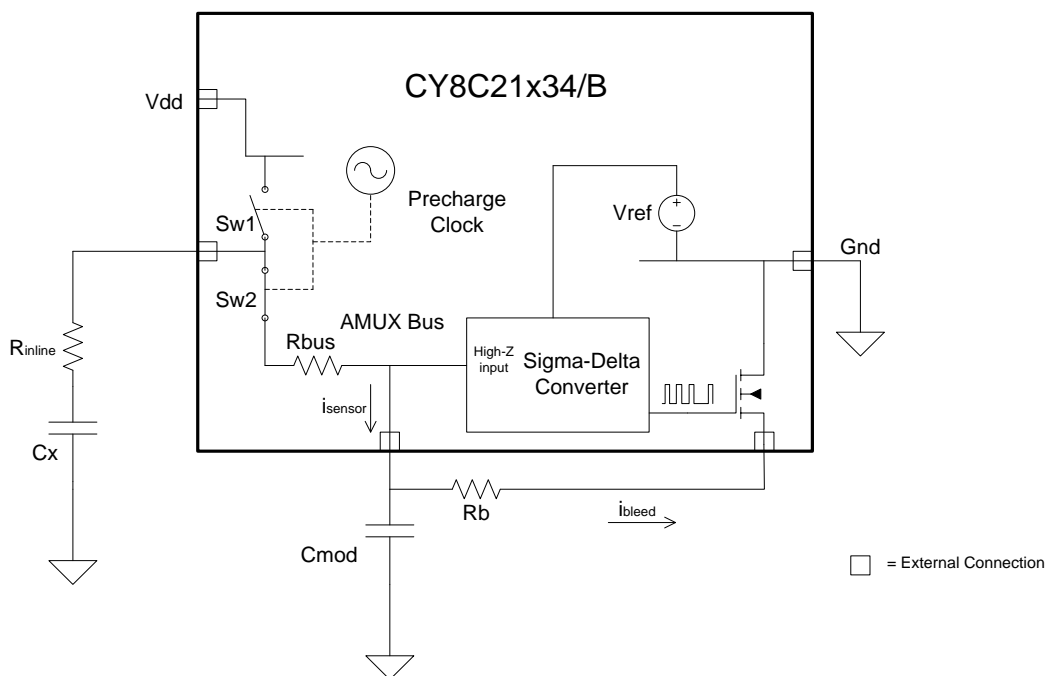 CY8C21x34/B
Vdd
Precharge
Clock
Vref
+
–
Sw1
Gnd
Sw2
AMUX Bus
Rbus
High-Z
input
Sigma-Delta
Converter
Rinline
isensor
Cx
Rb
ibleed
Cmod
= External Connection